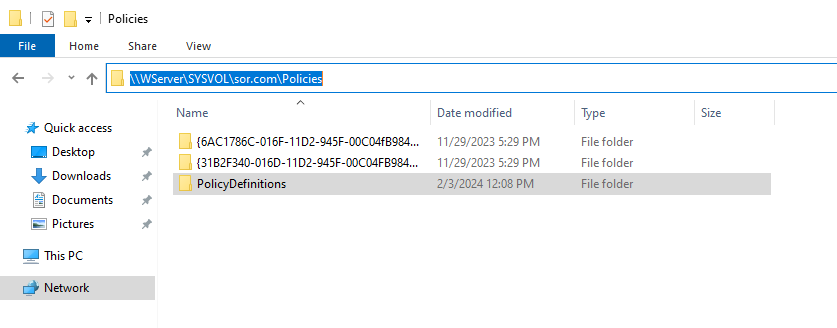 Policies
File Home Share View
\\WServer\SYSVOL\sor.com\Policies
Name Date modified Type Size
Quick access
{6AC1786C-016F-11D2-945F-00C04fB984... 11/29/2023 5:29 PM File folder
Desktop
{31B2F340-016D-11D2-945F-00C04FB984... 11/29/2023 5:29 PM File folder
Downloads
PolicyDefinitions 2/3/2024 12:08 PM File folder
Documents
Pictures
This PC
Network